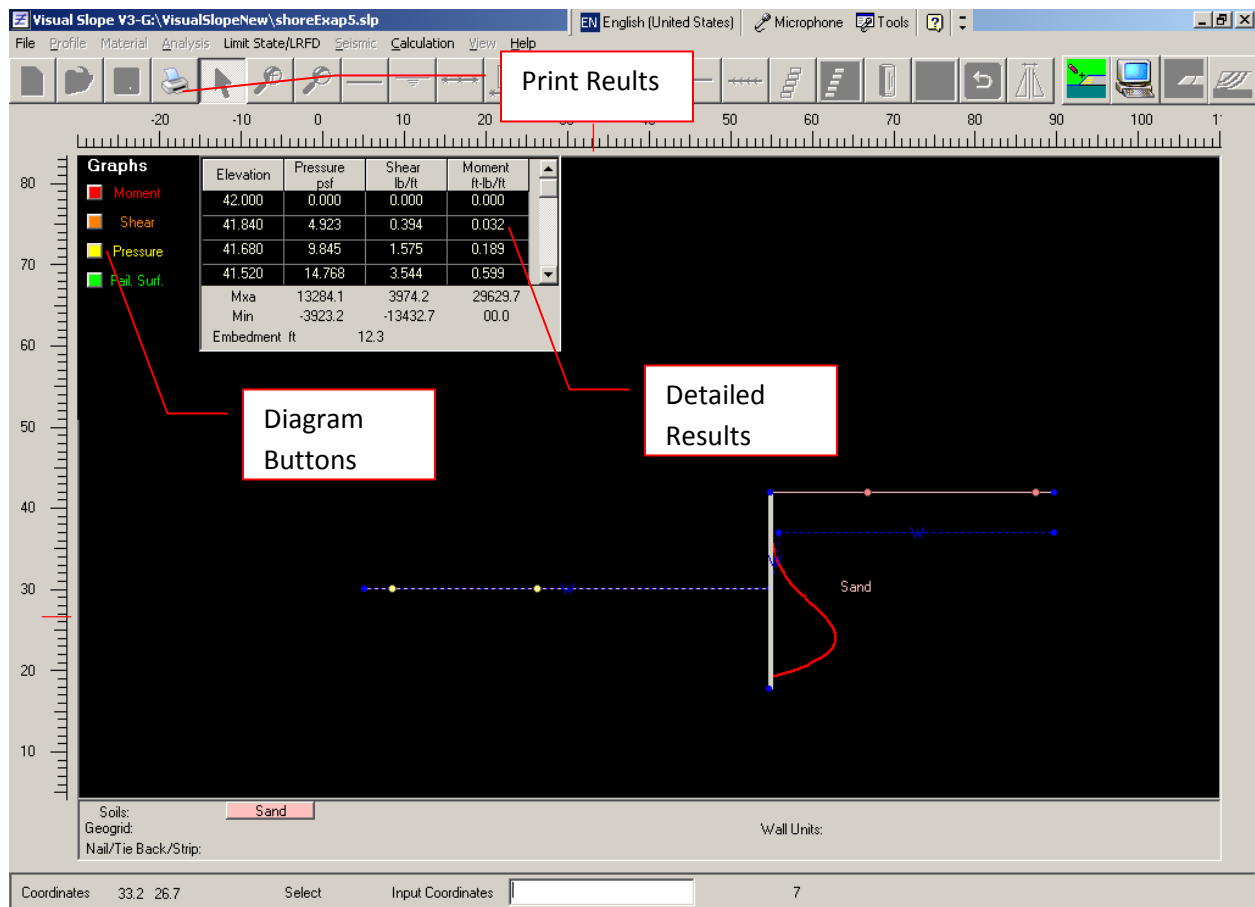 Visual Slope V3-G:\VisualSlopeNew\shoreExap5.slp
EN English (United States) Microphone Tools
File Profile Material Analysis Limit State/LRFD Seismic Calculation View Help
Print Reults
-20 -10 0 10 20 30 40 50 60 70 80 90 100
80
70
60
50
40
30
20
10
Graphs
Moment
Shear
Pressure
Fail. Surf.
Elevation Pressure psf Shear lb/ft Moment ft-lb/ft
42.000 0.000 0.000 0.000
41.840 4.923 0.394 0.032
41.680 9.845 1.575 0.189
41.520 14.768 3.544 0.599
Mxa 13284.1 3974.2 29629.7
Min -3923.2 -13432.7 00.0
Embedment ft 12.3
Diagram
Buttons
Detailed
Results
Sand
Soils: Sand
Geogrid:
Wall Units:
Nail/Tie Back/Strip:
Coordinates 33.2 26.7 Select Input Coordinates 7